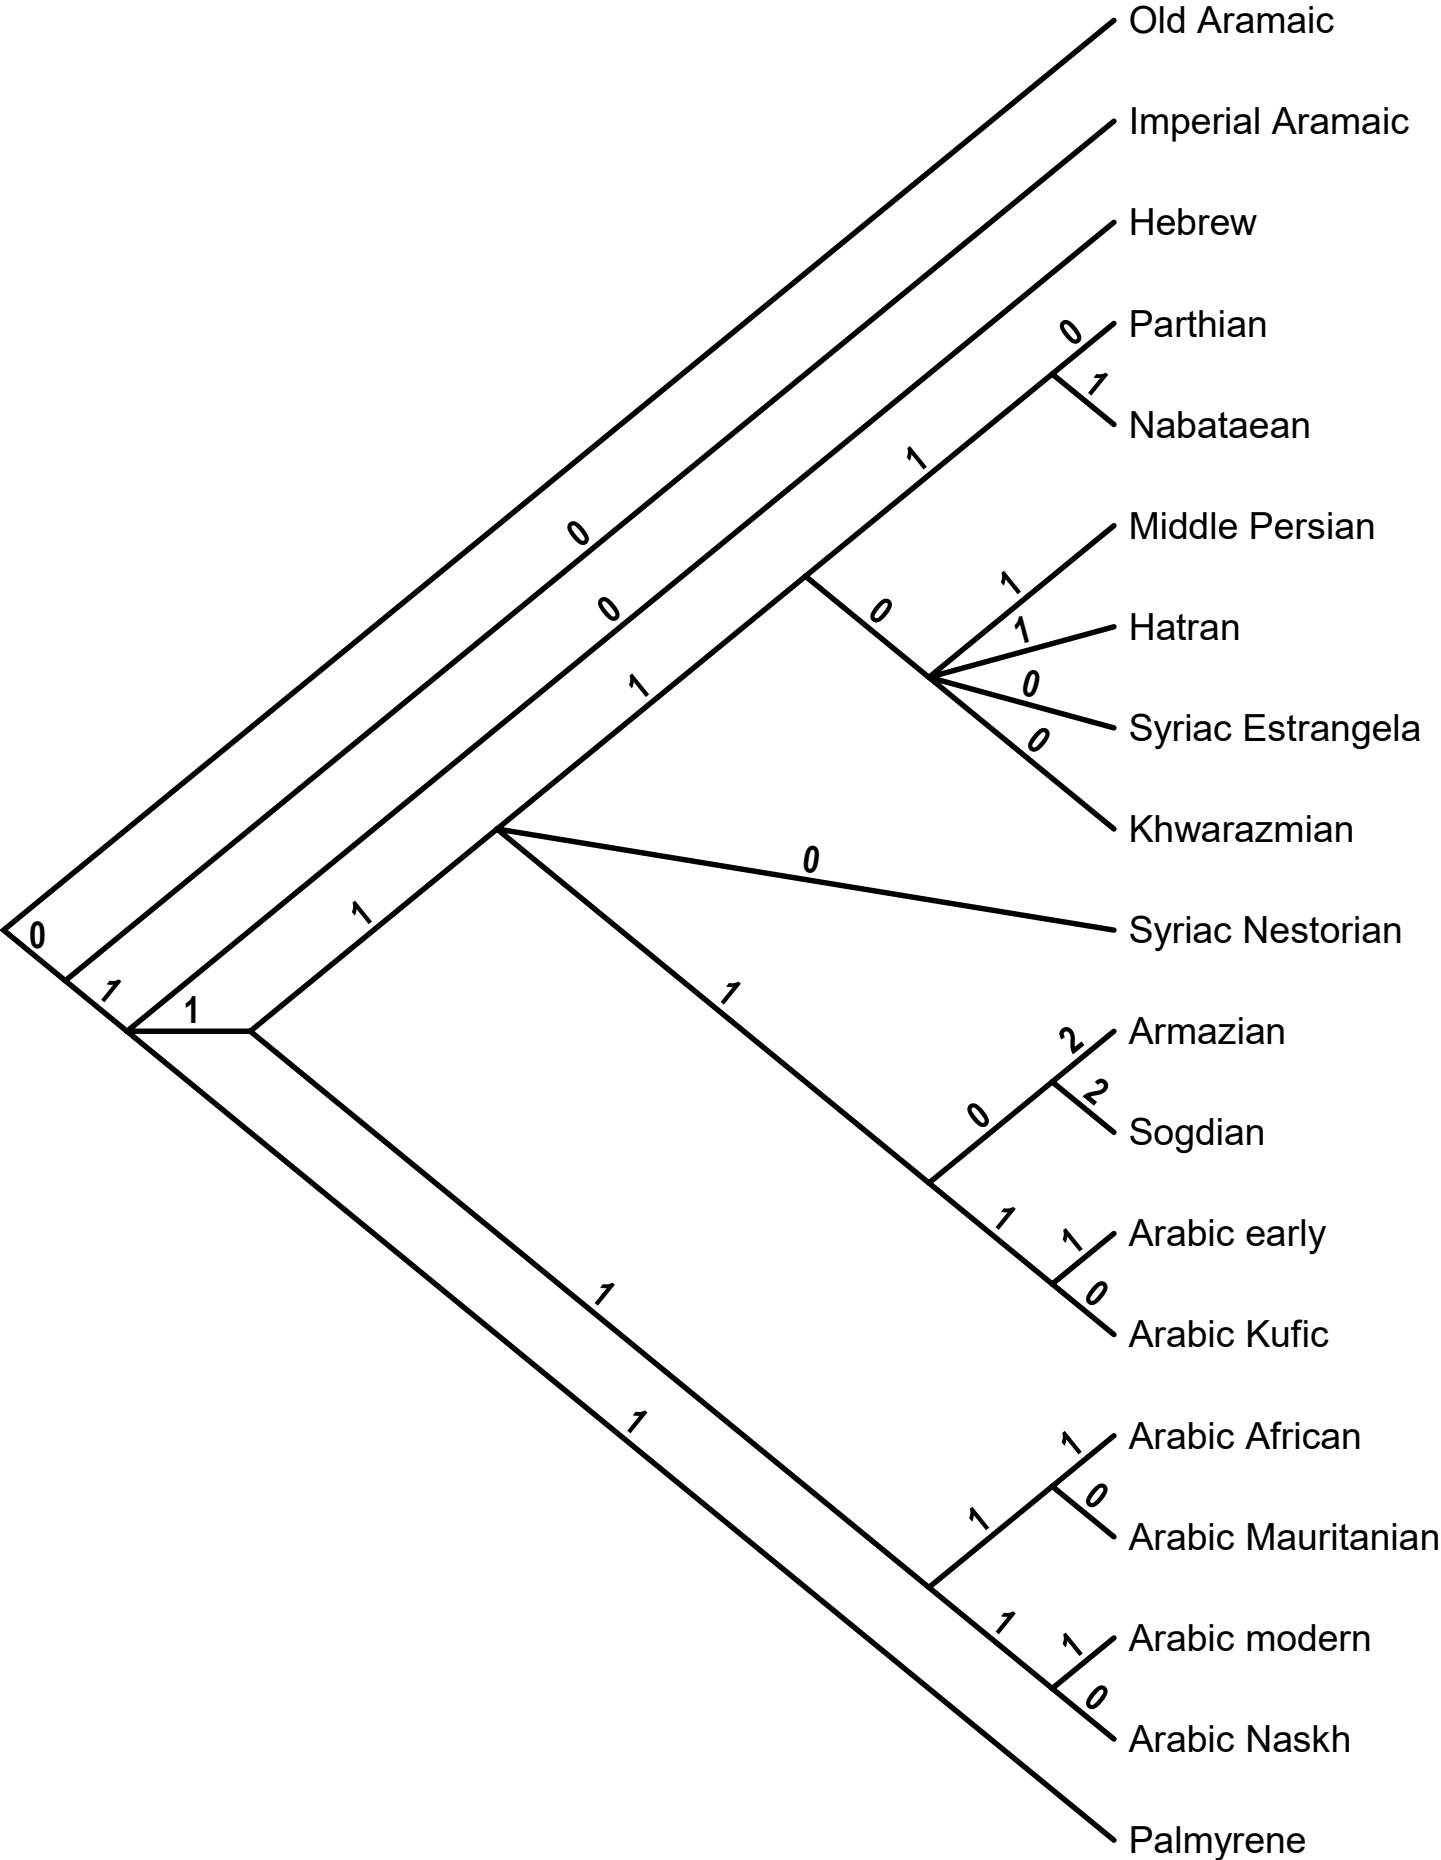 Old Aramaic
Imperial Aramaic
Hebrew
0
Parthian
1
Nabataean
1
Middle Persian
0
1
0
1
Hatran
0
1
0
Syriac Estrangela
0
Khwarazmian
0
1
0
Syriac Nestorian
1
1
1
2
Armazian
2
0
Sogdian
1
1
Arabic early
1
0
Arabic Kufic
1
1
Arabic African
0
1
Arabic Mauritanian
1
1
Arabic modern
0
Arabic Naskh
Palmyrene